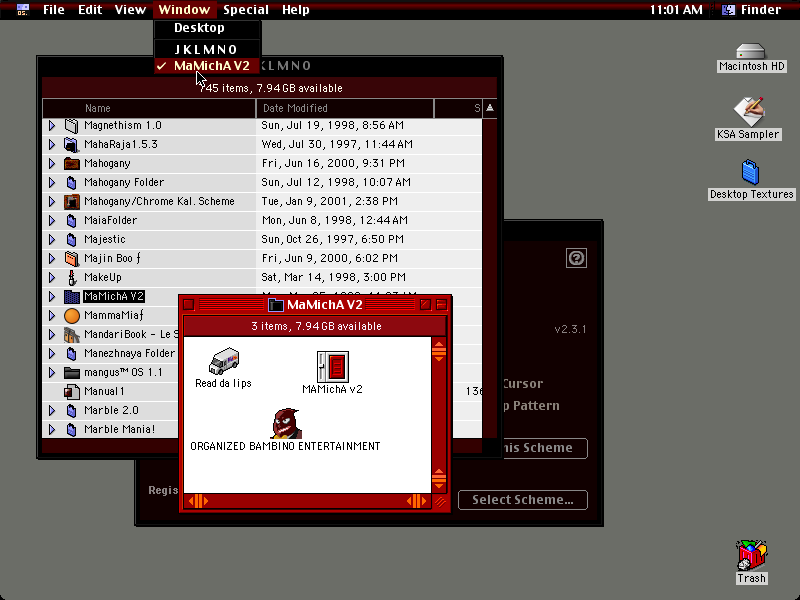 File Edit View Window Special Help 11:01 AM Finder
Desktop
JKLMNO
✓ MaMichA V2
KLMNO
745 items, 7.94 GB available
Name Date Modified S
Magnethism 1.0 Sun, Jul 19, 1998, 8:56 AM
MahaRaja1.5.3 Wed, Jul 30, 1997, 11:44 AM
Mahogany Fri, Jun 16, 2000, 9:31 PM
Mahogany Folder Sun, Jul 12, 1998, 10:07 AM
Mahogany/Chrome Kal. Scheme Tue, Jan 9, 2001, 2:38 PM
MaiaFolder Mon, Jun 8, 1998, 12:44 AM
Majestic Sun, Oct 26, 1997, 6:50 PM
Majin Boo ƒ Fri, Jun 9, 2000, 6:02 PM
MakeUp Sat, Mar 14, 1998, 3:00 PM
MaMichA V2
MammaMiaƒ
MandariBook - Le S
Manezhnaya Folder
mangus™ OS 1.1
Manual1 136
Marble 2.0
Marble Mania!
MaMichA V2
3 items, 7.94 GB available
Read da lips
MAMichA v2
ORGANIZED BAMBINO ENTERTAINMENT
v2.3.1
Cursor
p Pattern
his Scheme
Regis
Select Scheme...
Macintosh HD
KSA Sampler
Desktop Textures
Trash